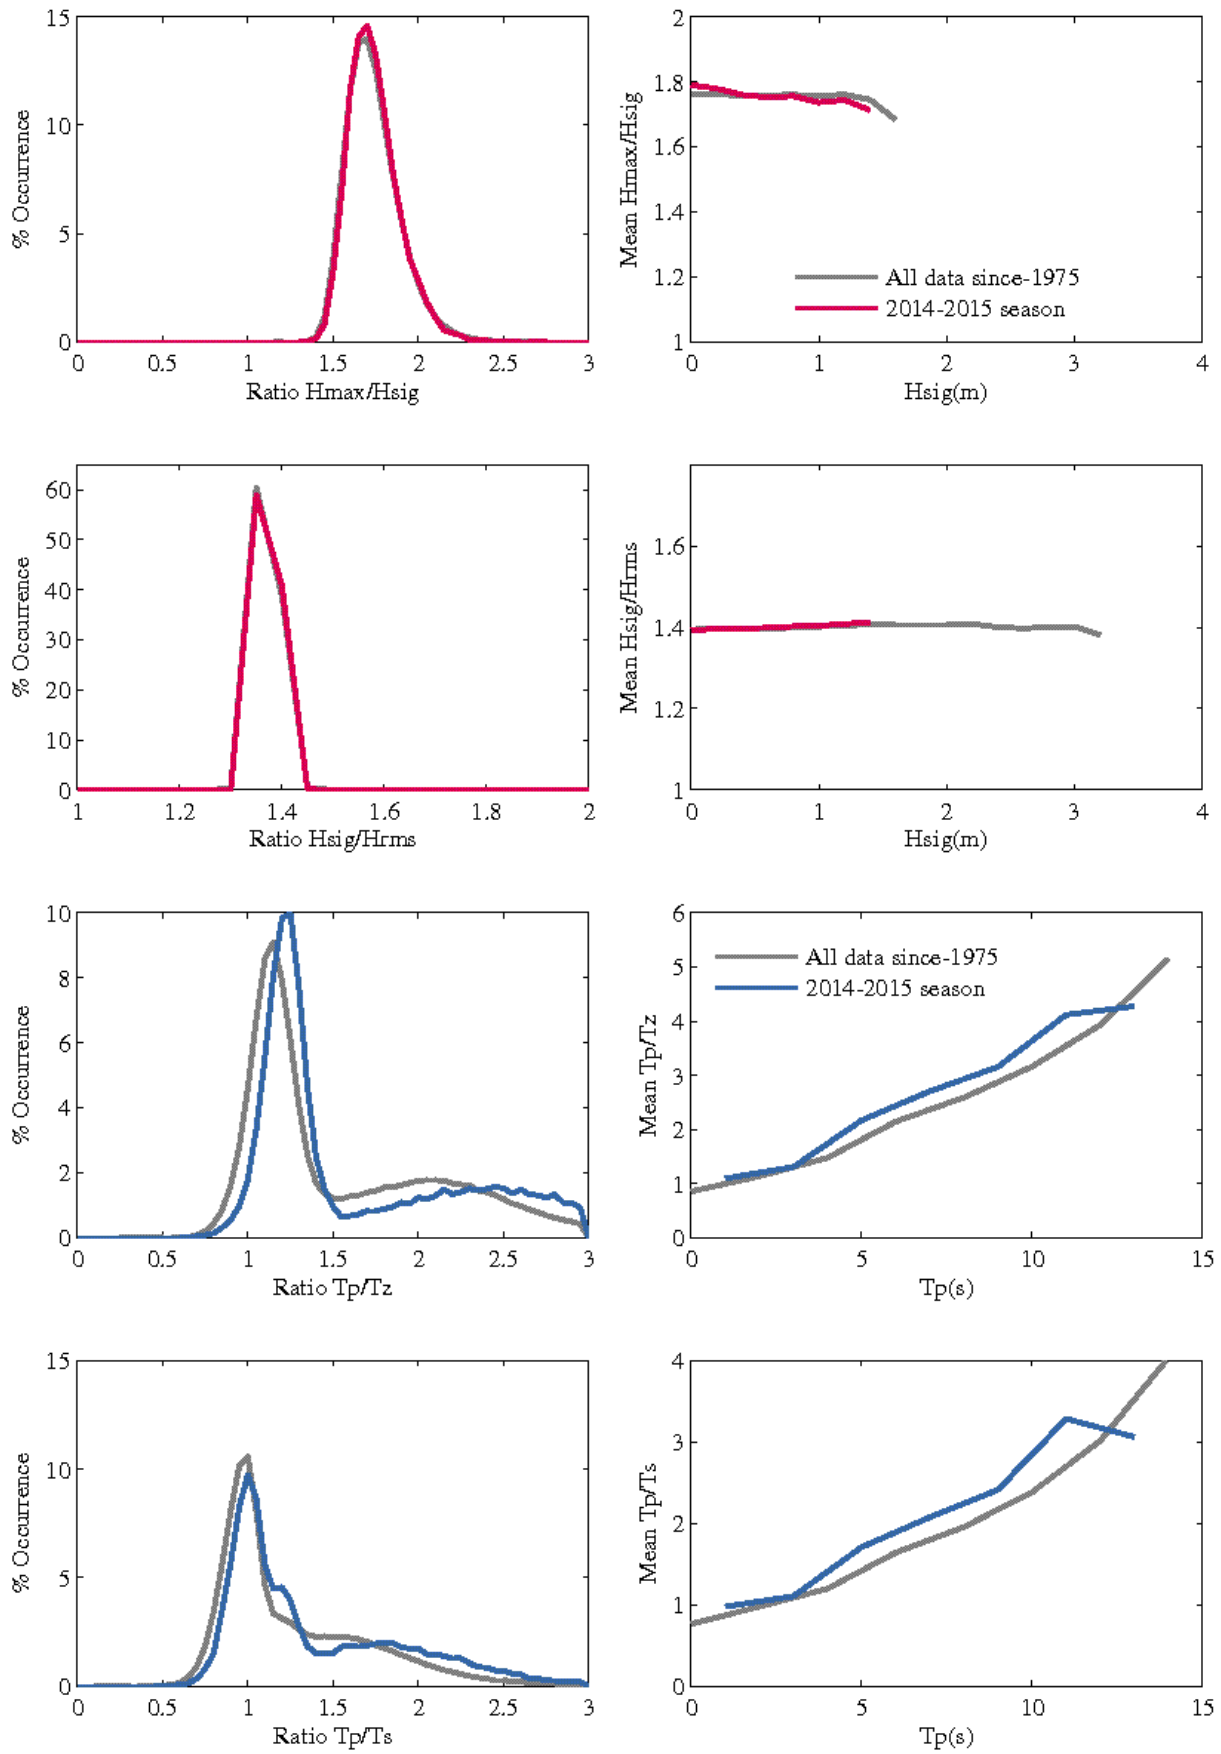 15
10
5
0
% Occurrence
0 0.5 1 1.5 2 2.5 3
Ratio Hmax/Hsig
2
1.8
1.6
1.4
1.2
1
Mean Hmax/Hsig
All data since-1975
2014-2015 season
0 1 2 3 4
Hsig(m)
60
50
40
30
20
10
0
% Occurrence
1 1.2 1.4 1.6 1.8 2
Ratio Hsig/Hrms
1.6
1.4
1.2
1
Mean Hsig/Hrms
0 1 2 3 4
Hsig(m)
10
8
6
4
2
0
% Occurrence
0 0.5 1 1.5 2 2.5 3
Ratio Tp/Tz
6
5
4
3
2
1
0
Mean Tp/Tz
All data since-1975
2014-2015 season
0 5 10 15
Tp(s)
15
10
5
0
% Occurrence
0 0.5 1 1.5 2 2.5 3
Ratio Tp/Ts
4
3
2
1
0
Mean Tp/Ts
0 5 10 15
Tp(s)